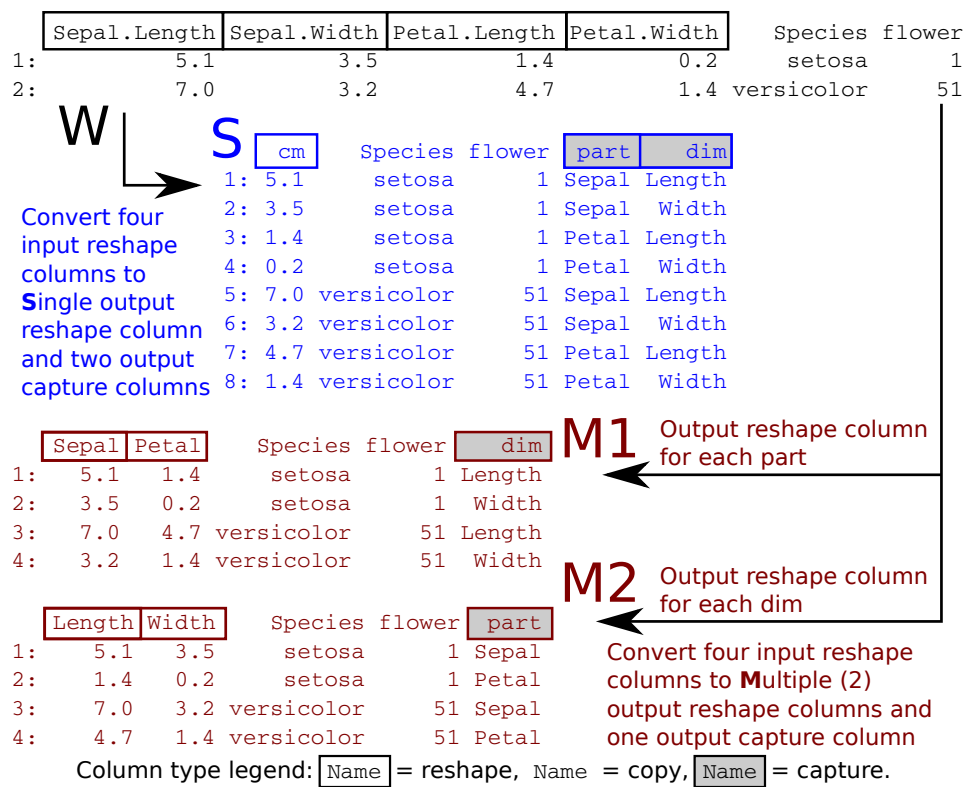 Sepal.Length Sepal.Width Petal.Length Petal.Width Species flower
1: 5.1 3.5 1.4 0.2 setosa 1
2: 7.0 3.2 4.7 1.4 versicolor 51
W
S
cm Species flower part dim
1: 5.1 setosa 1 Sepal Length
2: 3.5 setosa 1 Sepal Width
3: 1.4 setosa 1 Petal Length
4: 0.2 setosa 1 Petal Width
5: 7.0 versicolor 51 Sepal Length
6: 3.2 versicolor 51 Sepal Width
7: 4.7 versicolor 51 Petal Length
8: 1.4 versicolor 51 Petal Width
Convert four
input reshape
columns to
Single output
reshape column
and two output
capture columns
Sepal Petal Species flower dim
1: 5.1 1.4 setosa 1 Length
2: 3.5 0.2 setosa 1 Width
3: 7.0 4.7 versicolor 51 Length
4: 3.2 1.4 versicolor 51 Width
M1
Output reshape column
for each part
M2
Output reshape column
for each dim
Length Width Species flower part
1: 5.1 3.5 setosa 1 Sepal
2: 1.4 0.2 setosa 1 Petal
3: 7.0 3.2 versicolor 51 Sepal
4: 4.7 1.4 versicolor 51 Petal
Convert four input reshape
columns to Multiple (2)
output reshape columns and
one output capture column
Column type legend: Name = reshape, Name = copy, Name = capture.